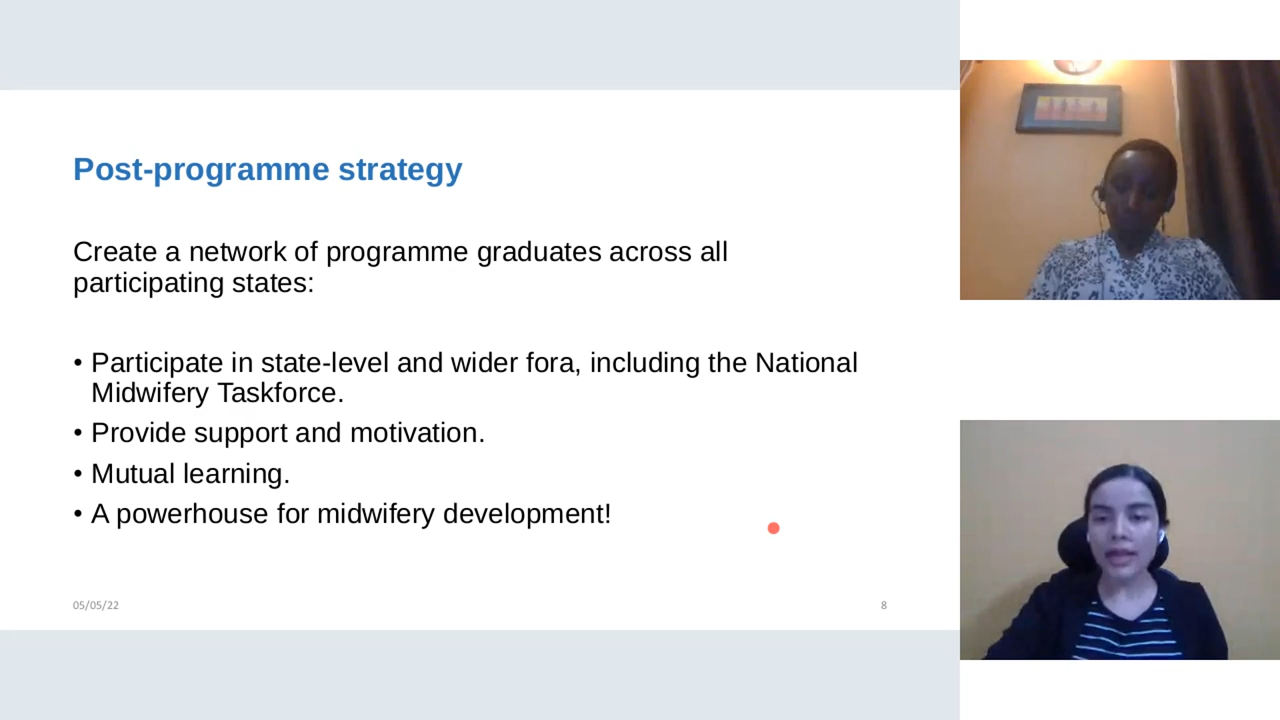 Post-programme strategy
Create a network of programme graduates across all
participating states:
• Participate in state-level and wider fora, including the National
Midwifery Taskforce.
• Provide support and motivation.
• Mutual learning.
• A powerhouse for midwifery development!
05/05/22
8